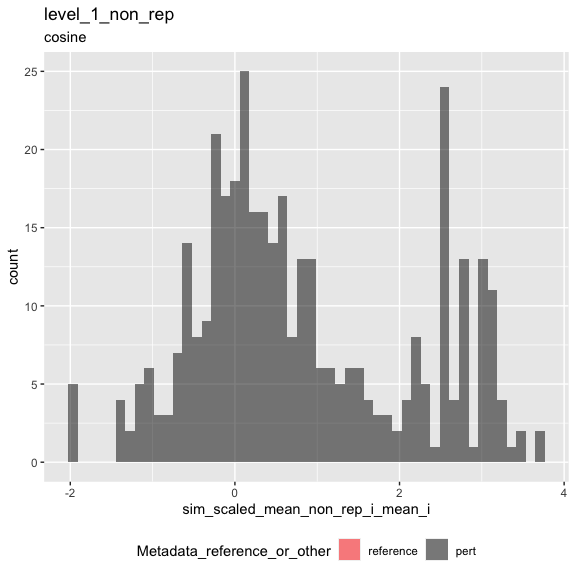 level_1_non_rep
cosine
25
20
15
10
5
0
count
-2 0 2 4
sim_scaled_mean_non_rep_i_mean_i
Metadata_reference_or_other reference pert